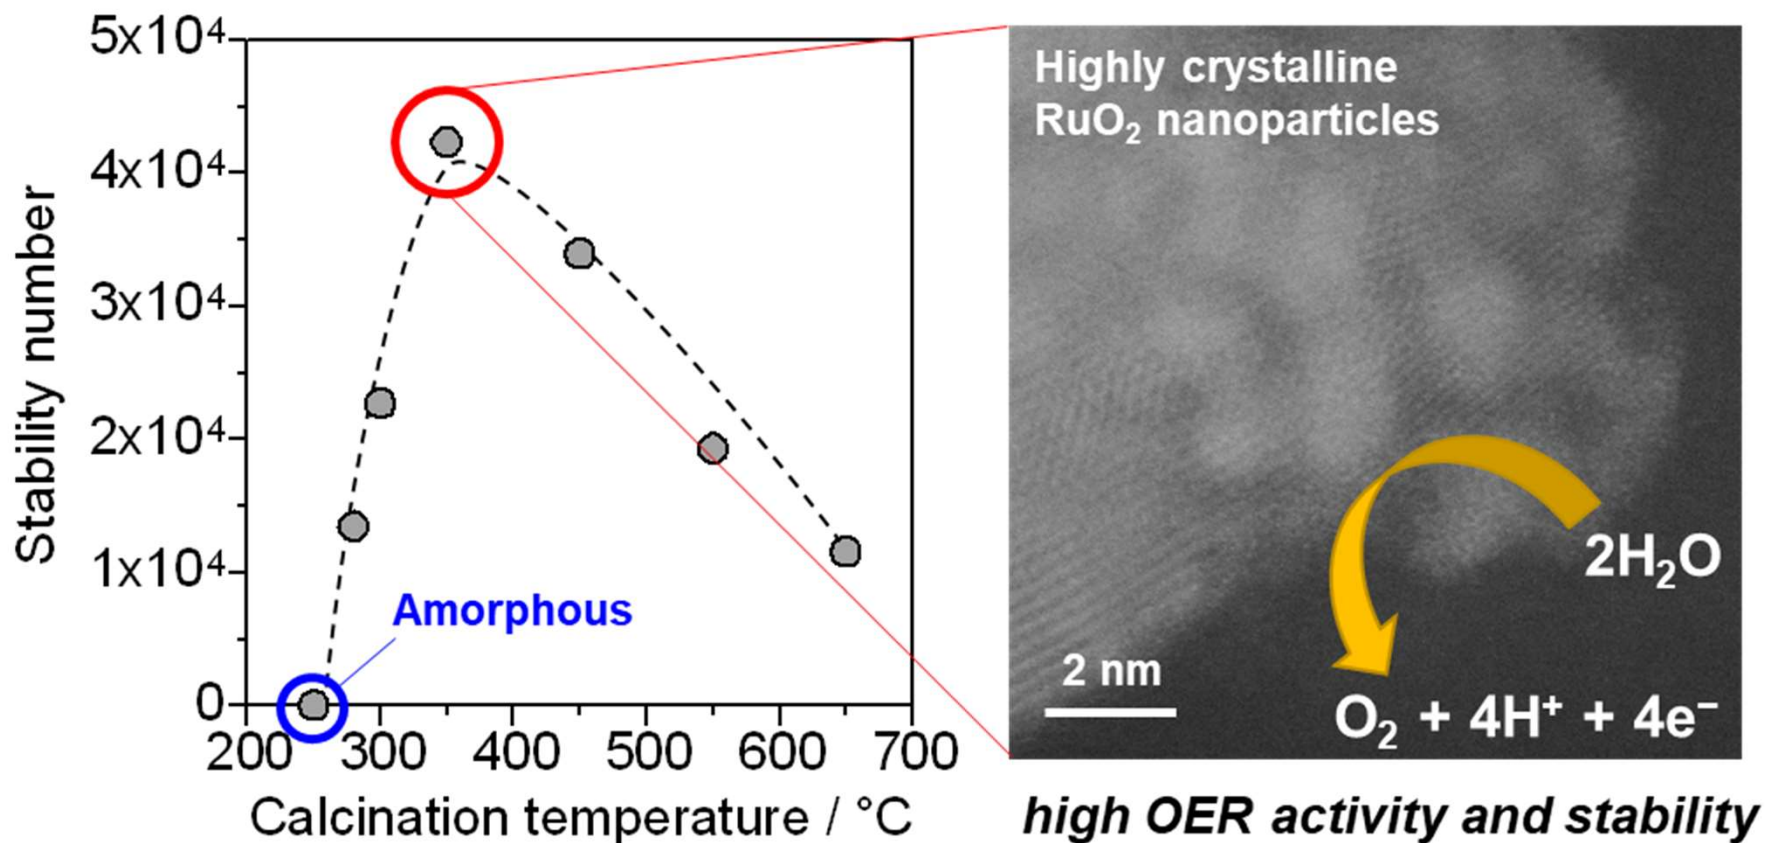 5x10⁴
4x10⁴
3x10⁴
2x10⁴
1x10⁴
0
Stability number
Amorphous
200 300 400 500 600 700
Calcination temperature / °C
Highly crystalline
RuO₂ nanoparticles
2H₂O
2 nm
O₂ + 4H⁺ + 4e⁻
high OER activity and stability